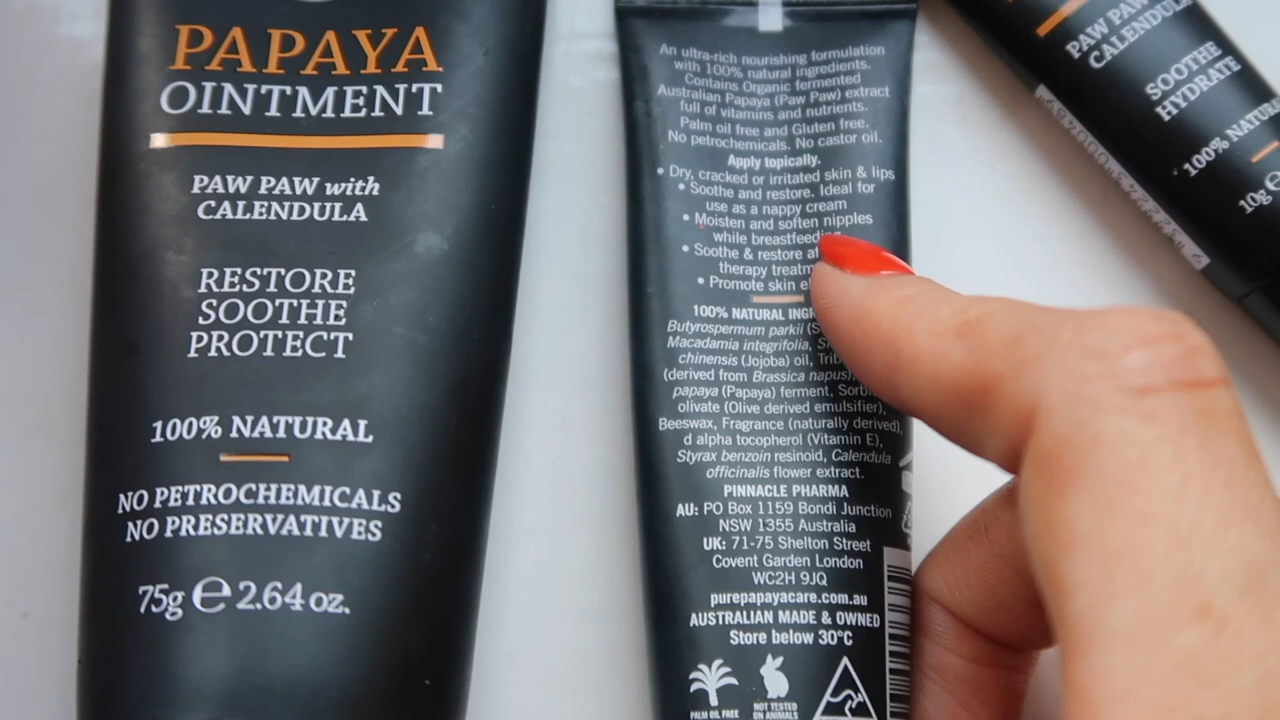 PAPAYA
OINTMENT
PAW PAW with
CALENDULA
RESTORE
SOOTHE
PROTECT
100% NATURAL
NO PETROCHEMICALS
NO PRESERVATIVES
75g e 2.64 oz.
An ultra-rich nourishing formulation
with 100% natural ingredients.
Contains Organic fermented
Australian Papaya (Paw Paw) extract
full of vitamins and nutrients.
Palm oil free and Gluten free.
No petrochemicals. No castor oil.
Apply topically.
• Dry, cracked or irritated skin & lips
• Soothe and restore. Ideal for
use as a nappy cream
• Moisten and soften nipples
while
• Soothe & restore
therapy
• Promote skin
100% NATURAL
Butyrospermum parkii
Macadamia integrifolia,
chinensis (Jojoba) oil,
(derived from Brassica napus),
papaya (Papaya) ferment,
olivate (Olive derived emulsifier),
Beeswax, Fragrance (naturally derived),
d alpha tocopherol (Vitamin E),
Styrax benzoin resinoid, Calendula
officinalis flower extract.
PINNACLE PHARMA
AU: PO Box 1159 Bondi Junction
NSW 1355 Australia
UK: 71-75 Shelton Street
Covent Garden London
WC2H 9JQ
purepapayacare.com.au
AUSTRALIAN MADE & OWNED
Store below 30°C
PALM OIL FREE
NOT TESTED
ON ANIMALS
PAW PAW
CALENDULA
SOOTHE
HYDRATE
100%
10g e